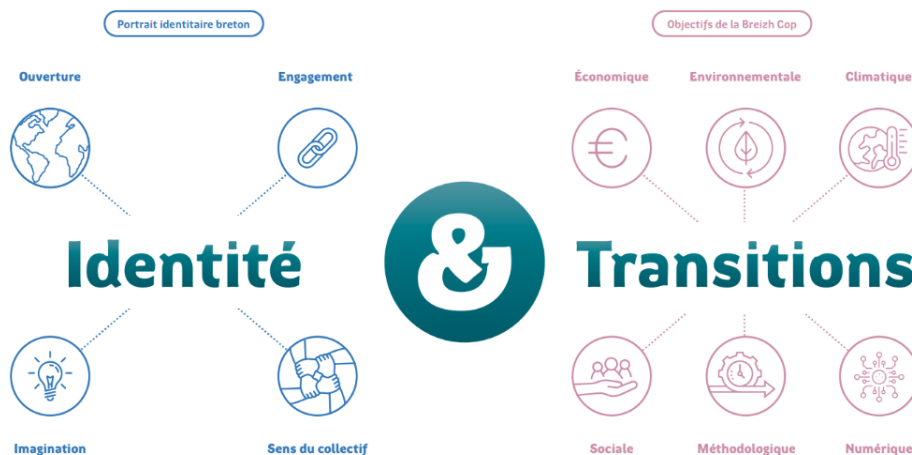 Portrait identitaire breton
Objectifs de la Breizh Cop
Ouverture
Engagement
Économique
Environnementale
Climatique
€
Identité
&
Transitions
Imagination
Sens du collectif
Sociale
Méthodologique
Numérique